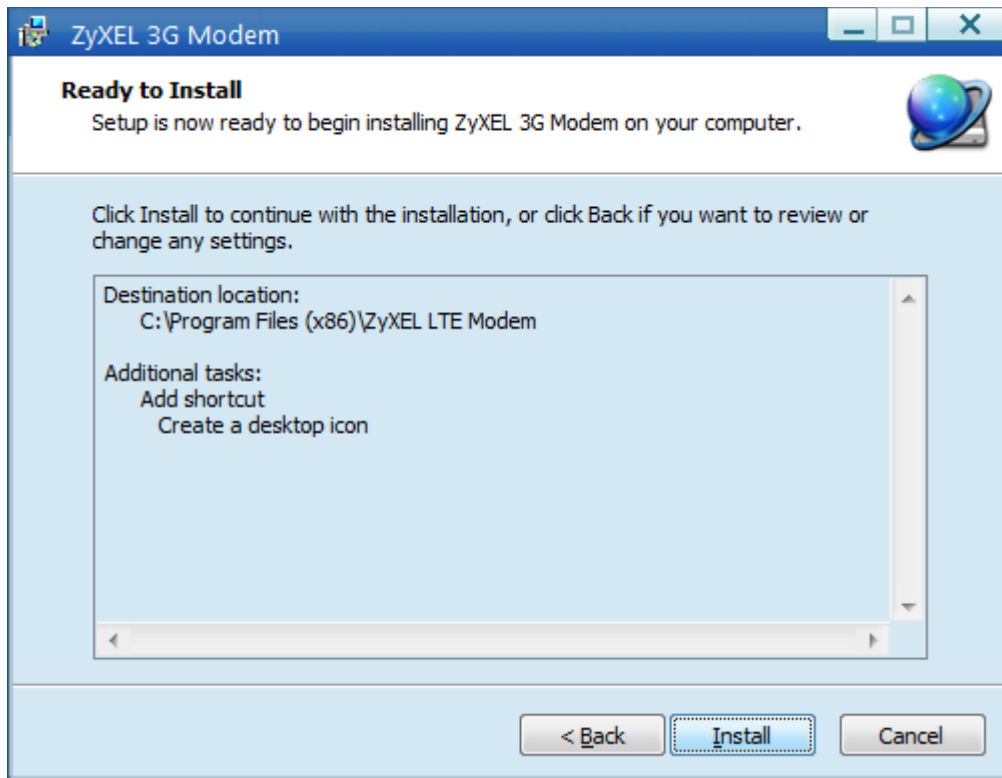 ZyXEL 3G Modem
Ready to Install
Setup is now ready to begin installing ZyXEL 3G Modem on your computer.
Click Install to continue with the installation, or click Back if you want to review or
change any settings.
Destination location:
C:\Program Files (x86)\ZyXEL LTE Modem
Additional tasks:
Add shortcut
Create a desktop icon
< Back Install Cancel